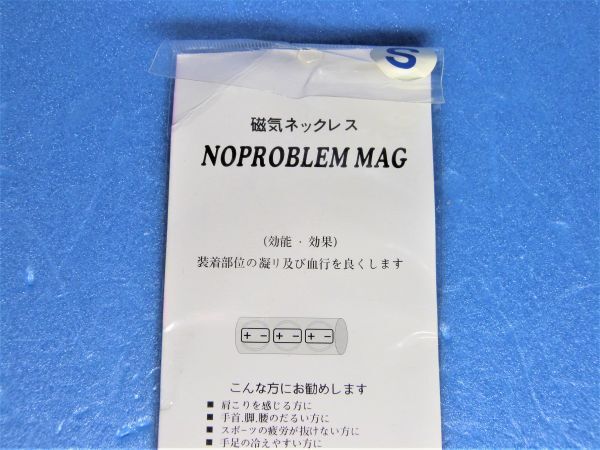 S
磁気ネックレス
NOPROBLEM MAG
(効能・効果)
装着部位の凝り及び血行を良くします
+ - + - + -
こんな方にお勧めします
■ 肩こりを感じる方に
■ 手首、脚、腰のだるい方に
■ スポーツの疲労が抜けない方に
■ 手足の冷えやすい方に